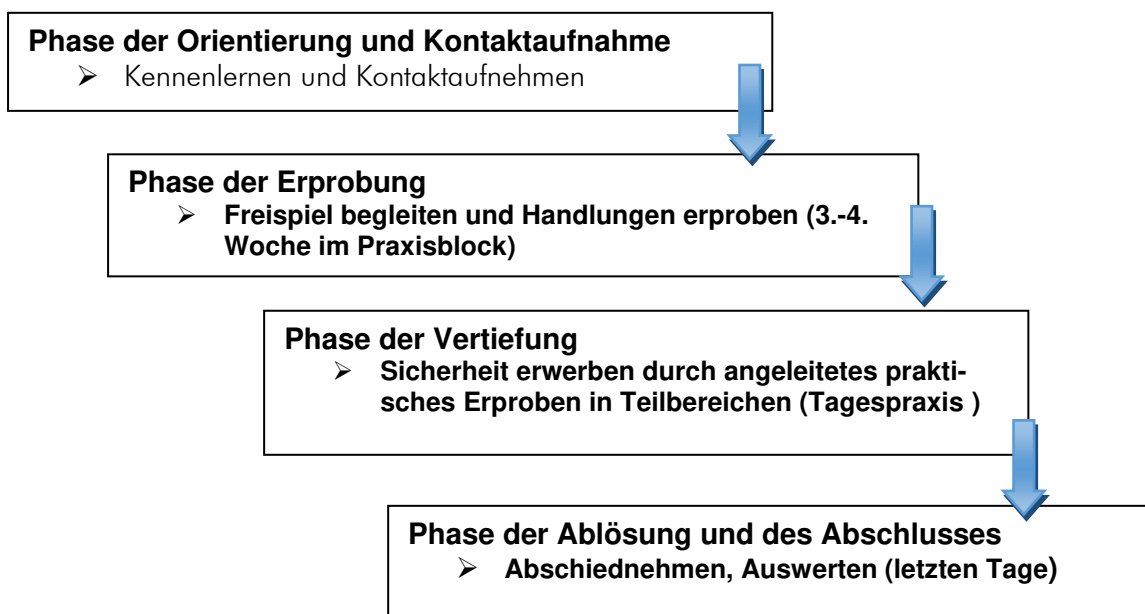 Phase der Orientierung und Kontaktaufnahme
➢ Kennenlernen und Kontaktaufnehmen
Phase der Erprobung
➢ Freispiel begleiten und Handlungen erproben (3.-4.
Woche im Praxisblock)
Phase der Vertiefung
➢ Sicherheit erwerben durch angeleitetes prakti-
sches Erproben in Teilbereichen (Tagespraxis )
Phase der Ablösung und des Abschlusses
➢ Abschiednehmen, Auswerten (letzten Tage)